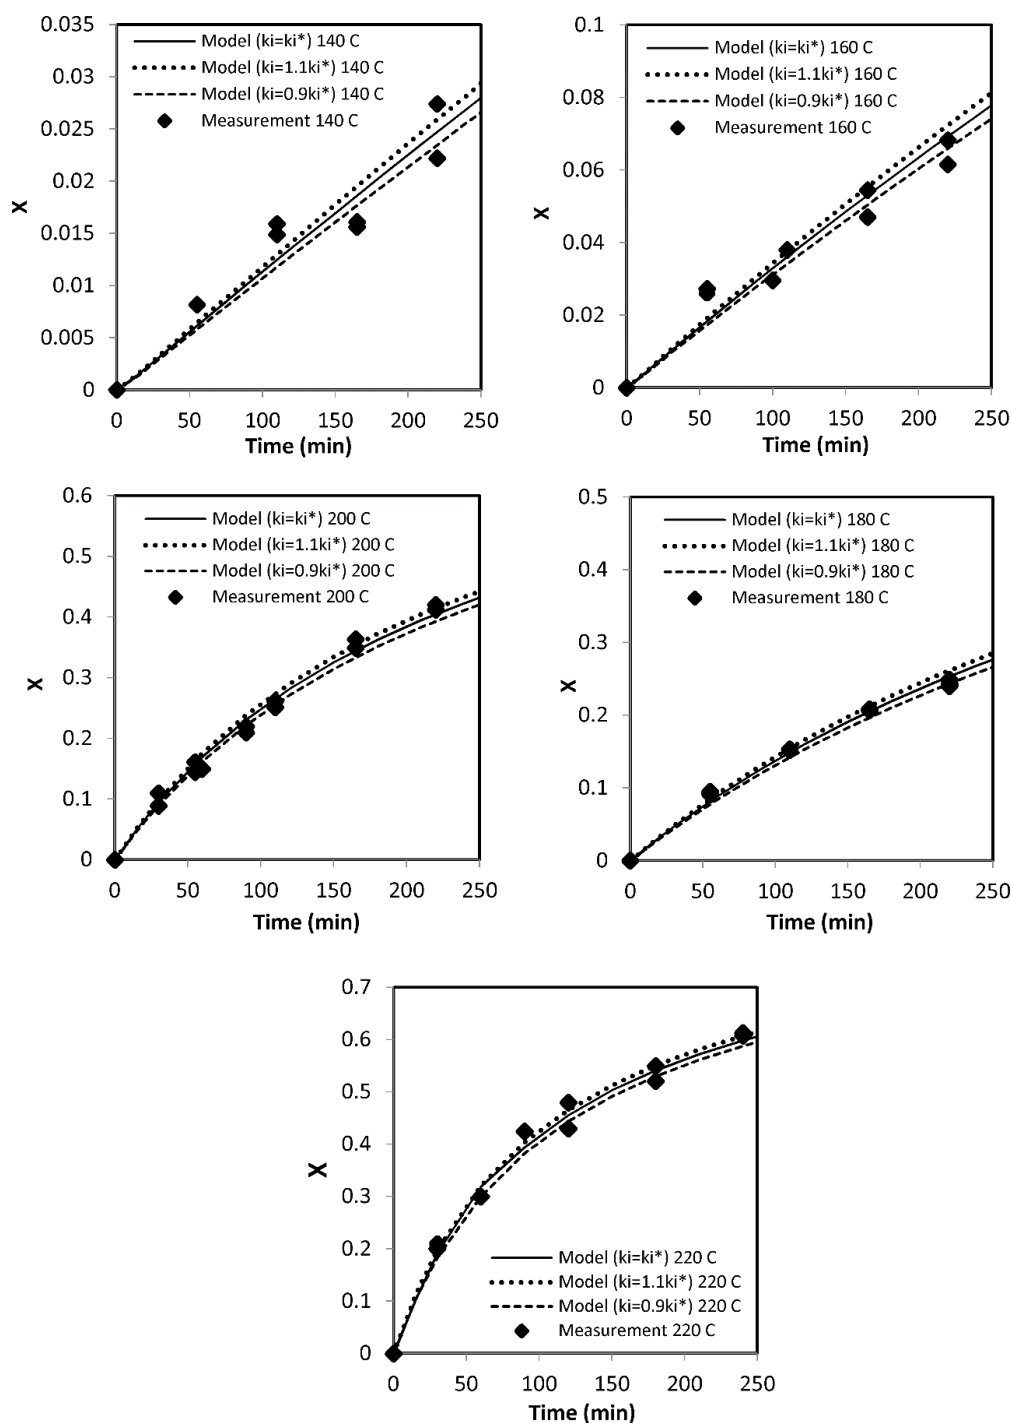 0.035
0.03
0.025
0.02
0.015
0.01
0.005
0
X
Model (ki=ki*) 140 C
Model (ki=1.1ki*) 140 C
Model (ki=0.9ki*) 140 C
Measurement 140 C
0 50 100 150 200 250
Time (min)
0.1
0.08
0.06
0.04
0.02
0
X
Model (ki=ki*) 160 C
Model (ki=1.1ki*) 160 C
Model (ki=0.9ki*) 160 C
Measurement 160 C
0 50 100 150 200 250
Time (min)
0.6
0.5
0.4
0.3
0.2
0.1
0
X
Model (ki=ki*) 200 C
Model (ki=1.1ki*) 200 C
Model (ki=0.9ki*) 200 C
Measurement 200 C
0 50 100 150 200 250
Time (min)
0.5
0.4
0.3
0.2
0.1
0
X
Model (ki=ki*) 180 C
Model (ki=1.1ki*) 180 C
Model (ki=0.9ki*) 180 C
Measurement 180 C
0 50 100 150 200 250
Time (min)
0.7
0.6
0.5
0.4
0.3
0.2
0.1
0
X
Model (ki=ki*) 220 C
Model (ki=1.1ki*) 220 C
Model (ki=0.9ki*) 220 C
Measurement 220 C
0 50 100 150 200 250
Time (min)